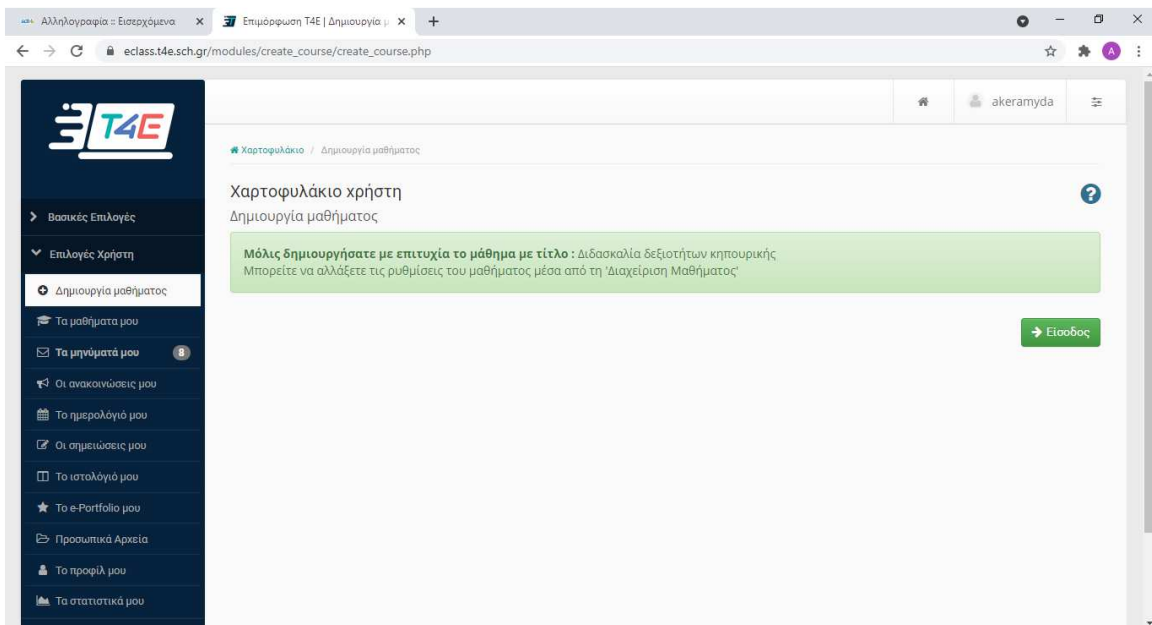 Αλληλογραφία :: Εισερχόμενα
Επιμόρφωση T4E | Δημιουργία μ
eclass.t4e.sch.gr/modules/create_course/create_course.php
A
T4E
akeramyda
Χαρτοφυλάκιο / Δημιουργία μαθήματος
Χαρτοφυλάκιο χρήστη
Δημιουργία μαθήματος
Μόλις δημιουργήσατε με επιτυχία το μάθημα με τίτλο : Διδασκαλία δεξιοτήτων κηπουρικής
Μπορείτε να αλλάξετε τις ρυθμίσεις του μαθήματος μέσα από τη 'Διαχείριση Μαθήματος'
Είσοδος
Βασικές Επιλογές
Επιλογές Χρήστη
Δημιουργία μαθήματος
Τα μαθήματα μου
Τα μηνύματά μου 8
Οι ανακοινώσεις μου
Το ημερολόγιό μου
Οι σημειώσεις μου
Το ιστολόγιό μου
Το e-Portfolio μου
Προσωπικά Αρχεία
Το προφίλ μου
Τα στατιστικά μου